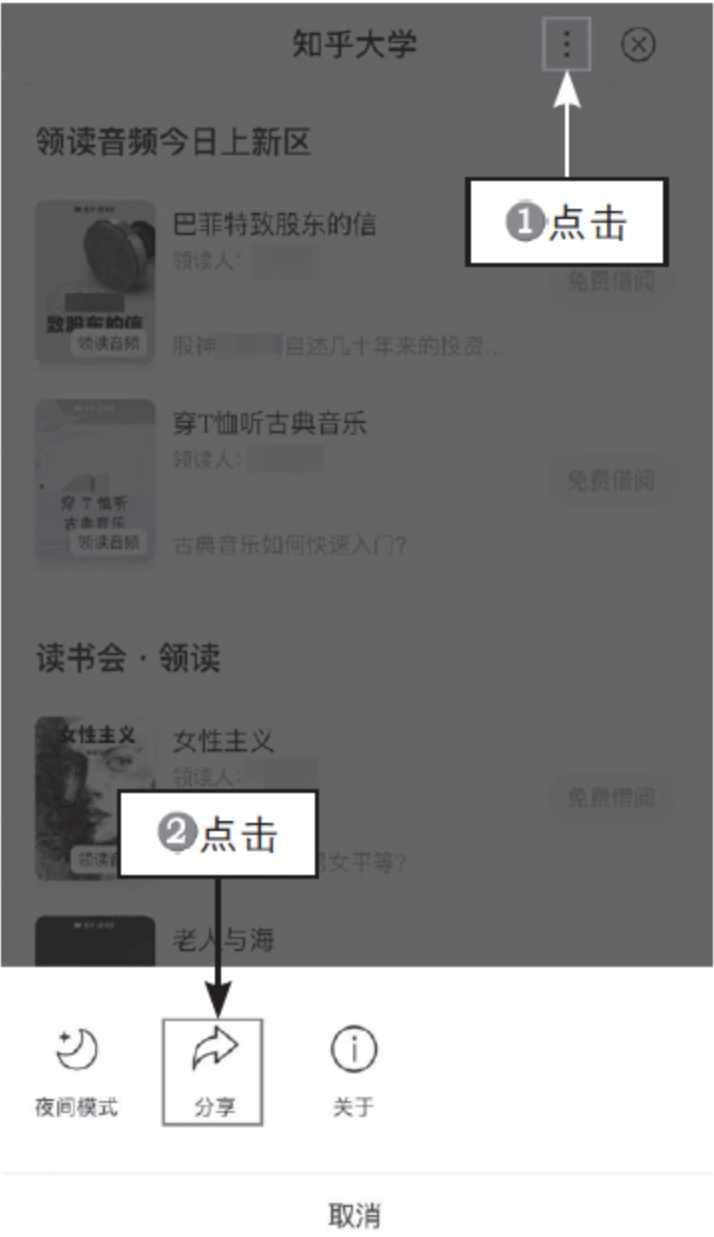 知乎大学
❶点击
领读音频今日上新区
巴菲特致股东的信
领读人：
免费借阅
致股东的信
领读音频
股神 自述几十年来的投资...
穿T恤听古典音乐
领读人：
免费借阅
穿T恤听
古典音乐
领读音频
古典音乐如何快速入门？
读书会·领读
女性主义
女性主义
领读人：
免费借阅
❷点击
领读
女平等？
老人与海
夜间模式
分享
关于
取消